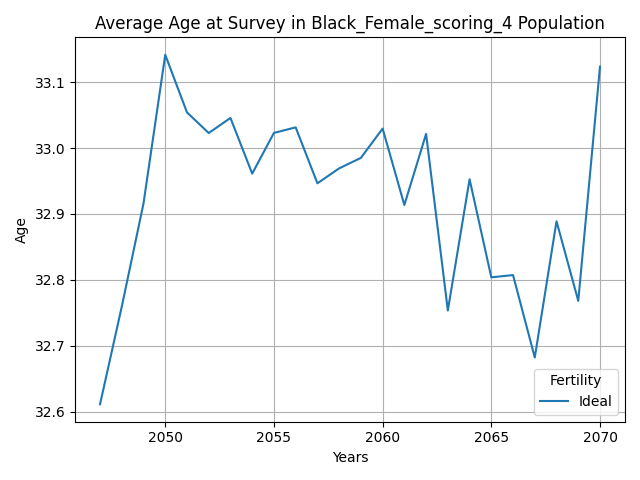 Average Age at Survey in Black_Female_scoring_4 Population
Age
33.1
33.0
32.9
32.8
32.7
32.6
Fertility
Ideal
2050 2055 2060 2065 2070
Years